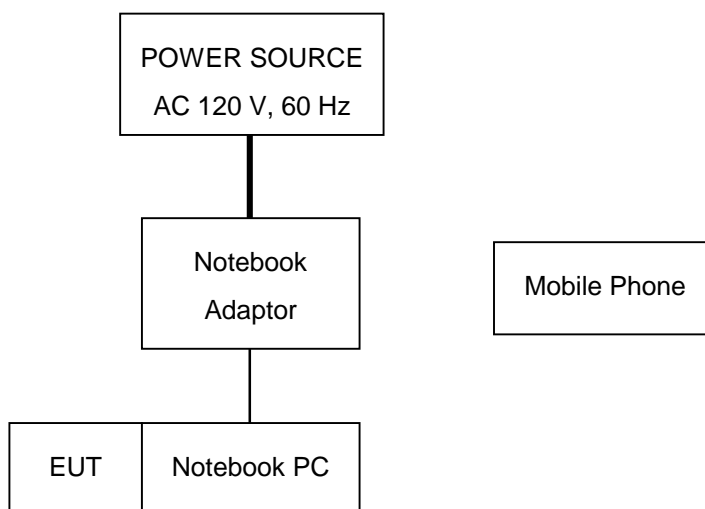 POWER SOURCE
AC 120 V, 60 Hz
Notebook
Adaptor
Mobile Phone
EUT
Notebook PC